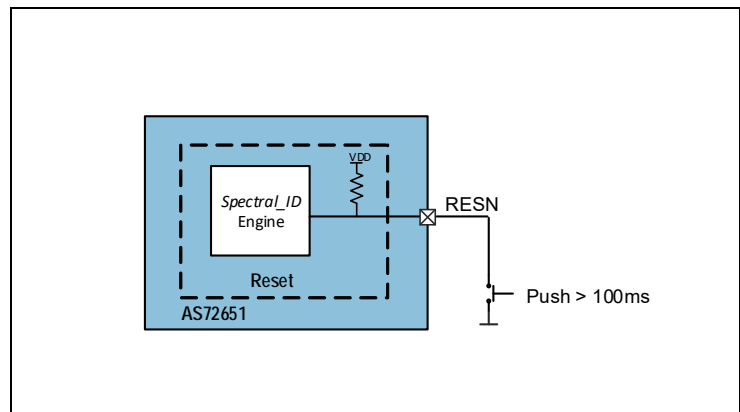 VDD
Spectral_ID
Engine
RESN
Reset
Push > 100ms
AS72651